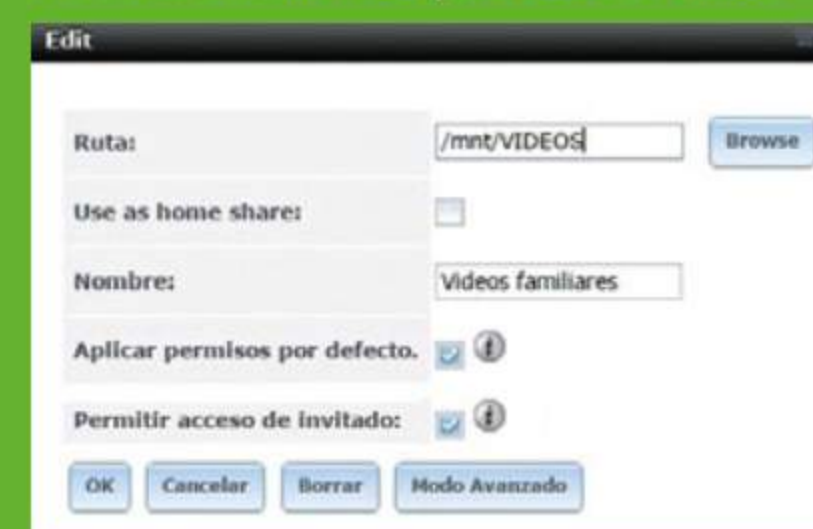 Edit
Ruta: /mnt/VIDEOS Browse
Use as home share:
Nombre: Videos familiares
Aplicar permisos por defecto.
Permitir acceso de invitado:
OK Cancelar Borrar Modo Avanzado